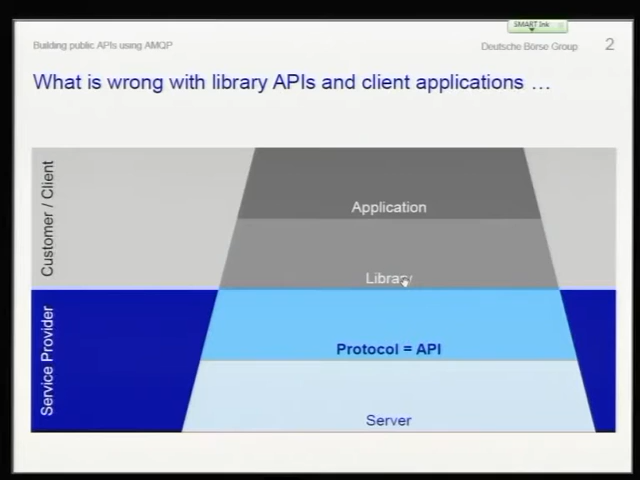 SMART Ink
Building public APIs using AMQP
Deutsche Börse Group
2
What is wrong with library APIs and client applications …
Customer / Client
Application
Library
Service Provider
Protocol = API
Server